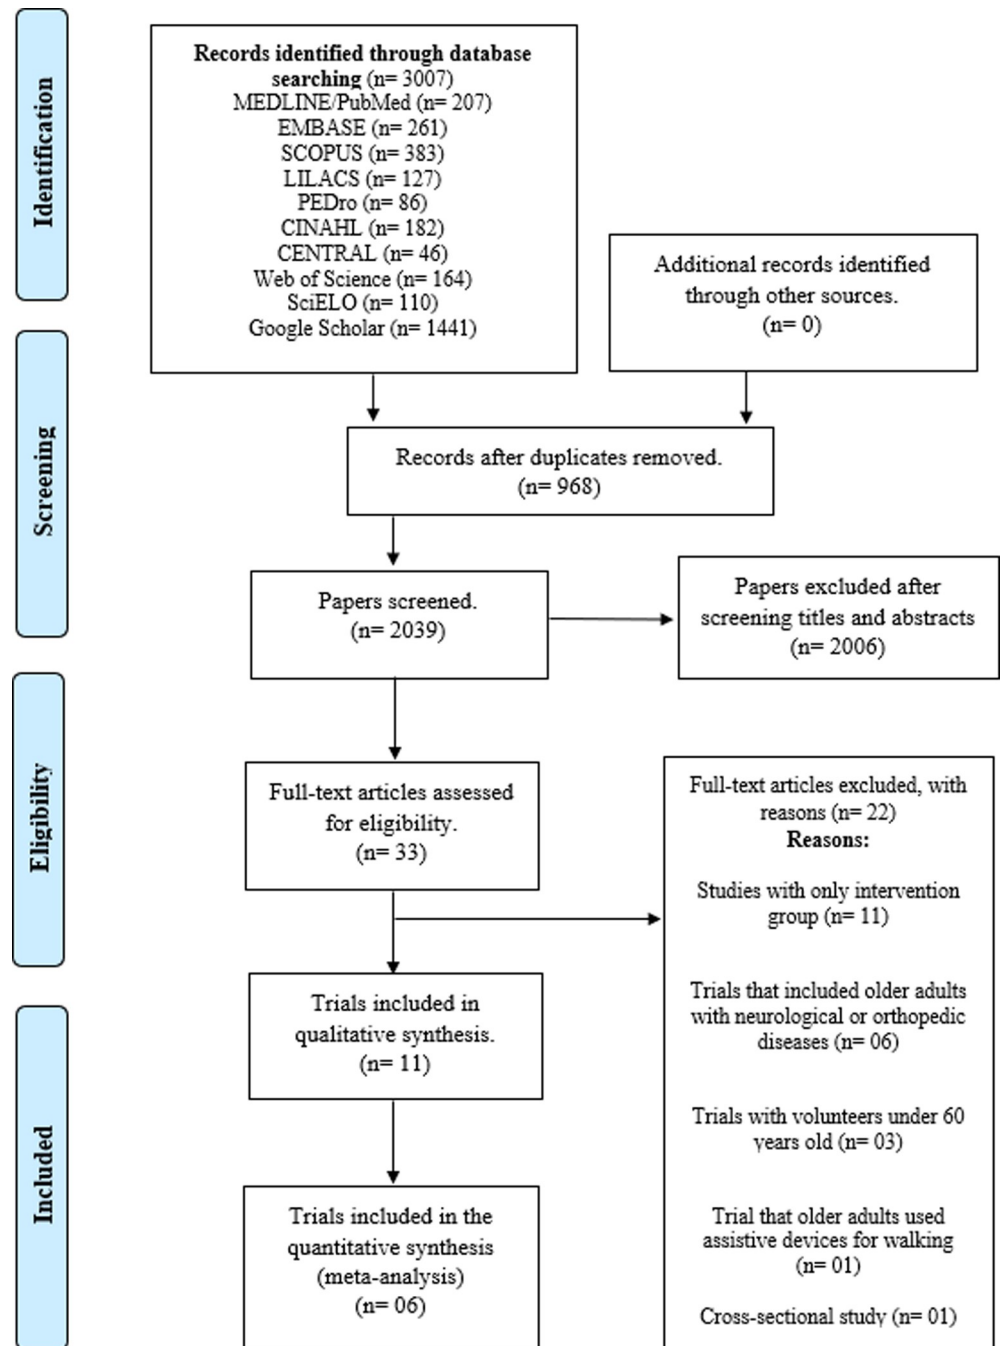 Identification
Records identified through database
searching (n= 3007)
MEDLINE/PubMed (n= 207)
EMBASE (n= 261)
SCOPUS (n= 383)
LILACS (n= 127)
PEDro (n= 86)
CINAHL (n= 182)
CENTRAL (n= 46)
Web of Science (n= 164)
SciELO (n= 110)
Google Scholar (n= 1441)
Additional records identified
through other sources.
(n= 0)
Screening
Records after duplicates removed.
(n= 968)
Papers screened.
(n= 2039)
Papers excluded after
screening titles and abstracts
(n= 2006)
Eligibility
Full-text articles assessed
for eligibility.
(n= 33)
Full-text articles excluded, with
reasons (n= 22)
Reasons:
Studies with only intervention
group (n= 11)
Trials that included older adults
with neurological or orthopedic
diseases (n= 06)
Trials with volunteers under 60
years old (n= 03)
Trial that older adults used
assistive devices for walking
(n= 01)
Cross-sectional study (n= 01)
Trials included in
qualitative synthesis.
(n= 11)
Included
Trials included in the
quantitative synthesis
(meta-analysis)
(n= 06)